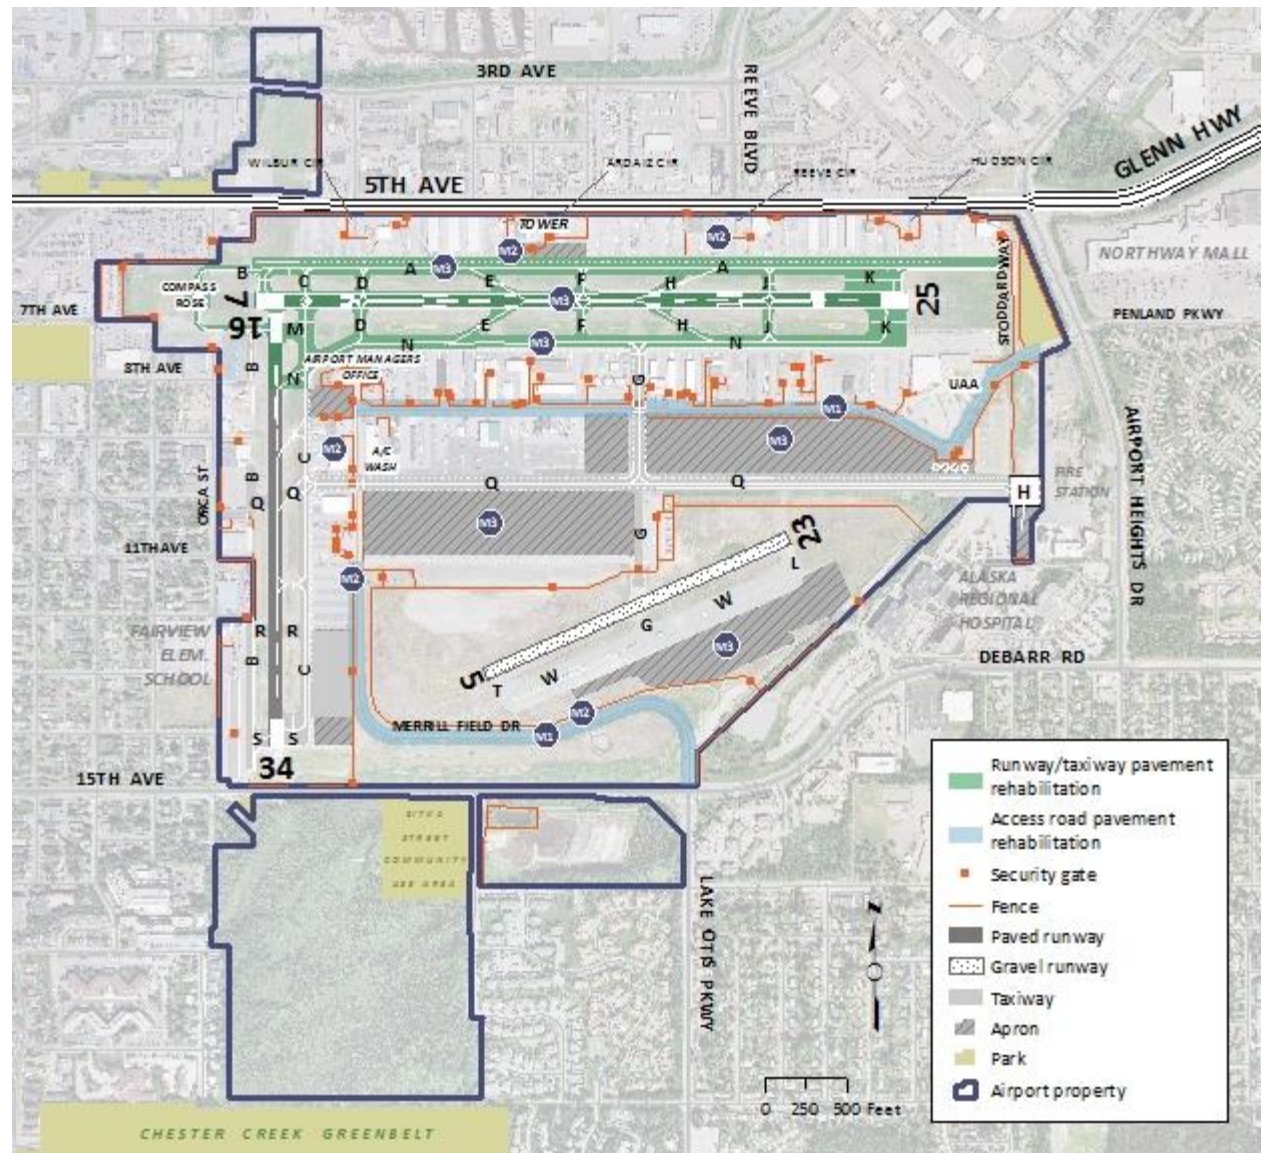 3RD AVE
REEVE BLVD
GLENN HWY
WILBUR CIR
ARDAIZ CIR
REEVE CIR
HUDSON CIR
5TH AVE
TOWER
M2
M2
NORTHWAY MALL
STODDARD WAY
B
C
D
A
M3
E
F
H
A
J
K
COMPASS
ROSE
7
25
M3
7TH AVE
16
M
D
E
F
H
J
K
PENLAND PKWY
N
M3
N
8TH AVE
B
N
AIRPORT MANAGERS
OFFICE
G
UAA
M1
AIRPORT HEIGHTS DR
M2
A/C
WASH
M3
C
ORCA ST
B
Q
Q
Q
Q
H
FIRE
STATION
M3
G
23
11TH AVE
M2
L
W
G
ALASKA
REGIONAL
HOSPITAL
FAIRVIEW
ELEM.
SCHOOL
R
R
B
C
M3
DEBARR RD
5
T
W
M2
MERRILL FIELD DR
M1
S
S
34
15TH AVE
SITKA
STREET
COMMUNITY
USE AREA
LAKE OTIS PKWY
Runway/taxiway pavement
rehabilitation
Access road pavement
rehabilitation
Security gate
Fence
Paved runway
Gravel runway
Taxiway
Apron
Park
Airport property
0 250 500 Feet
CHESTER CREEK GREENBELT